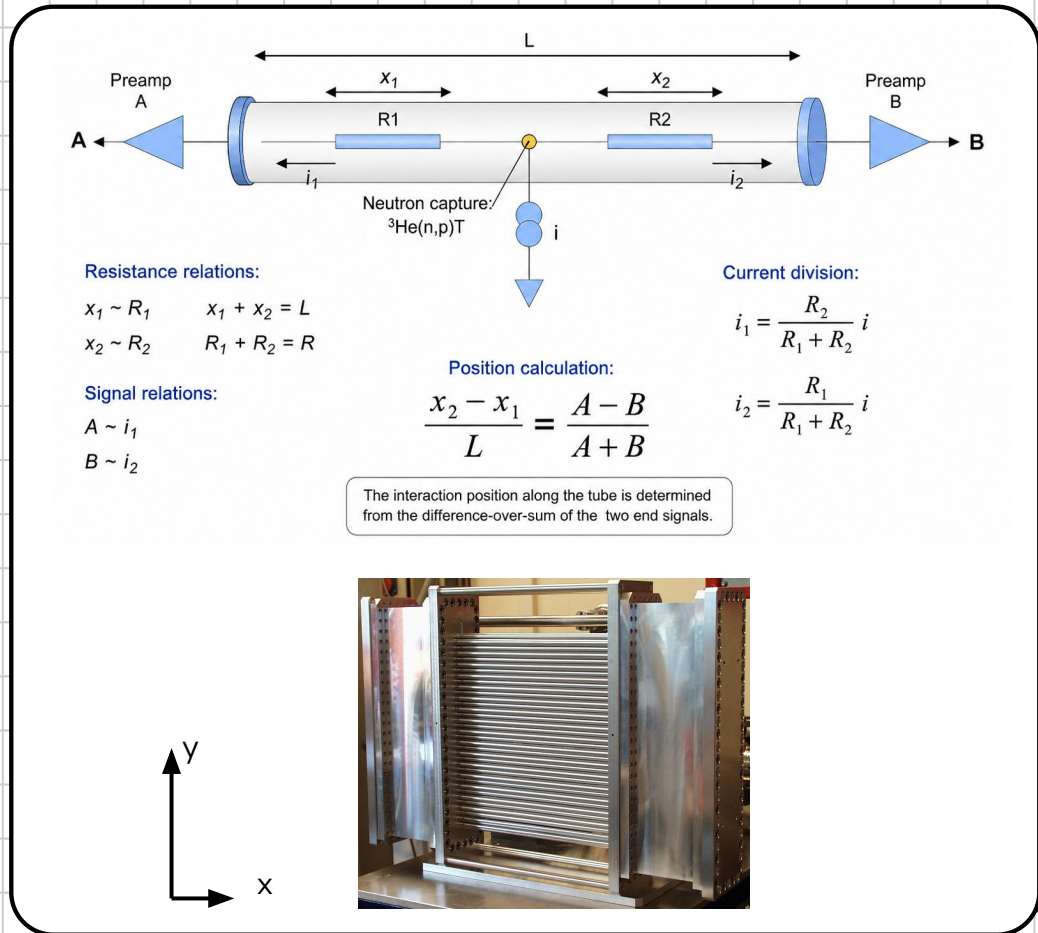 L
Preamp
A
x₁
x₂
Preamp
B
A
R1
R2
B
i₁
i₂
Neutron capture:
³He(n,p)T
i
Resistance relations:
x₁ ~ R₁ x₁ + x₂ = L
x₂ ~ R₂ R₁ + R₂ = R
Signal relations:
A ~ i₁
B ~ i₂
Position calculation:
(x₂ − x₁)/L = (A − B)/(A + B)
Current division:
i₁ = R₂/(R₁ + R₂) i
i₂ = R₁/(R₁ + R₂) i
The interaction position along the tube is determined
from the difference-over-sum of the two end signals.
y
x